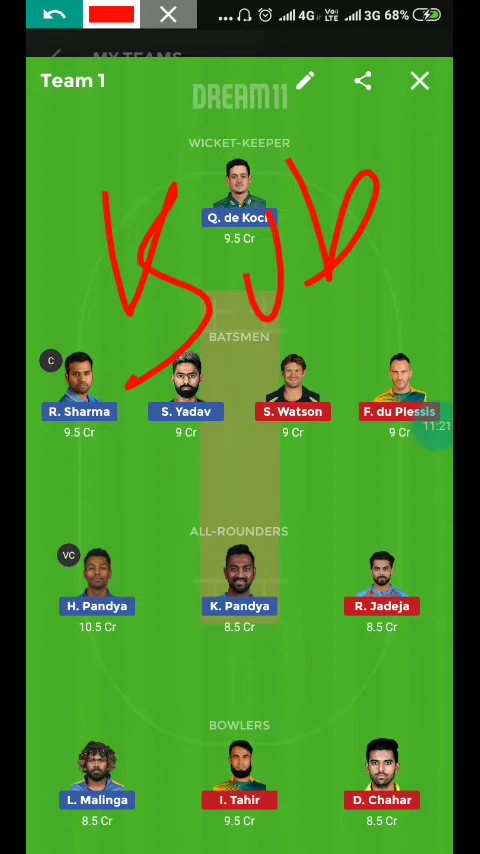 ... 4G VoI LTE 3G 68%
MY TEAMS
Team 1
DREAM11
WICKET-KEEPER
Q. de Kock
9.5 Cr
BATSMEN
C
R. Sharma S. Yadav S. Watson F. du Plessis
9.5 Cr 9 Cr 9 Cr 9 Cr
11:21
ALL-ROUNDERS
VC
H. Pandya K. Pandya R. Jadeja
10.5 Cr 8.5 Cr 8.5 Cr
BOWLERS
L. Malinga I. Tahir D. Chahar
8.5 Cr 9.5 Cr 8.5 Cr